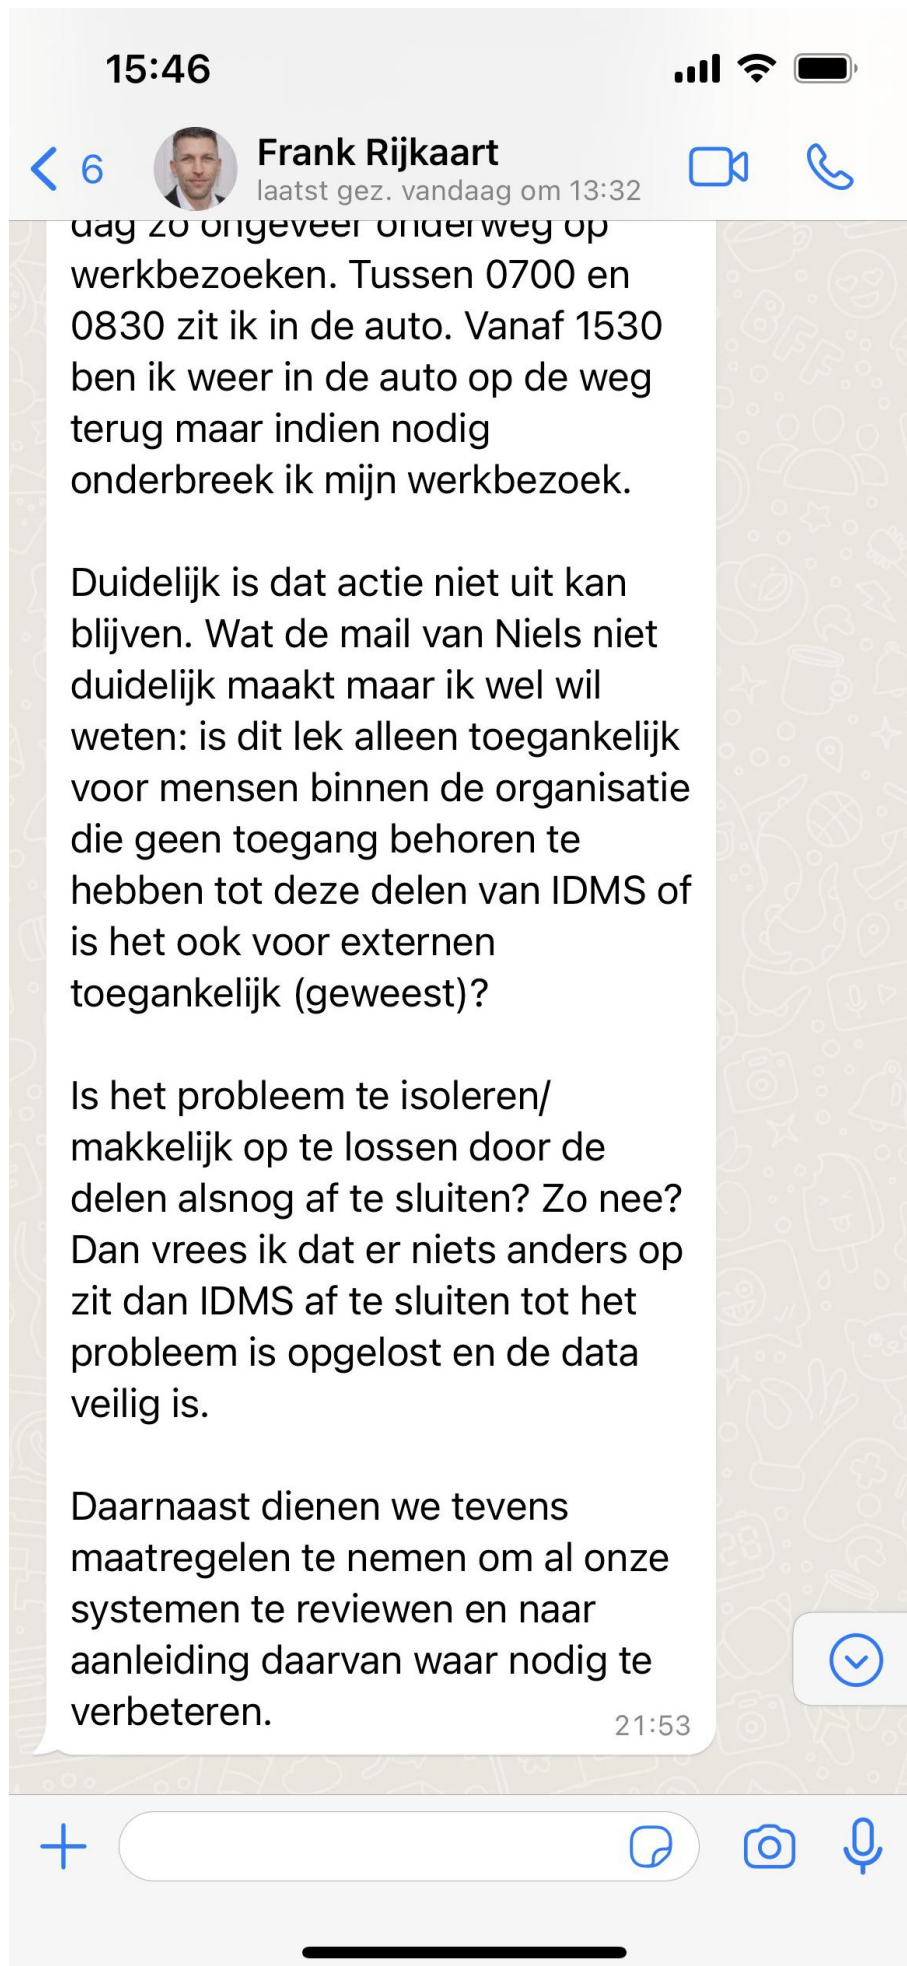 15:46
6
Frank Rijkaart
laatst gez. vandaag om 13:32
dag zo ongeveer onderweg op
werkbezoeken. Tussen 0700 en
0830 zit ik in de auto. Vanaf 1530
ben ik weer in de auto op de weg
terug maar indien nodig
onderbreek ik mijn werkbezoek.
Duidelijk is dat actie niet uit kan
blijven. Wat de mail van Niels niet
duidelijk maakt maar ik wel wil
weten: is dit lek alleen toegankelijk
voor mensen binnen de organisatie
die geen toegang behoren te
hebben tot deze delen van IDMS of
is het ook voor externen
toegankelijk (geweest)?
Is het probleem te isoleren/
makkelijk op te lossen door de
delen alsnog af te sluiten? Zo nee?
Dan vrees ik dat er niets anders op
zit dan IDMS af te sluiten tot het
probleem is opgelost en de data
veilig is.
Daarnaast dienen we tevens
maatregelen te nemen om al onze
systemen te reviewen en naar
aanleiding daarvan waar nodig te
verbeteren.
21:53